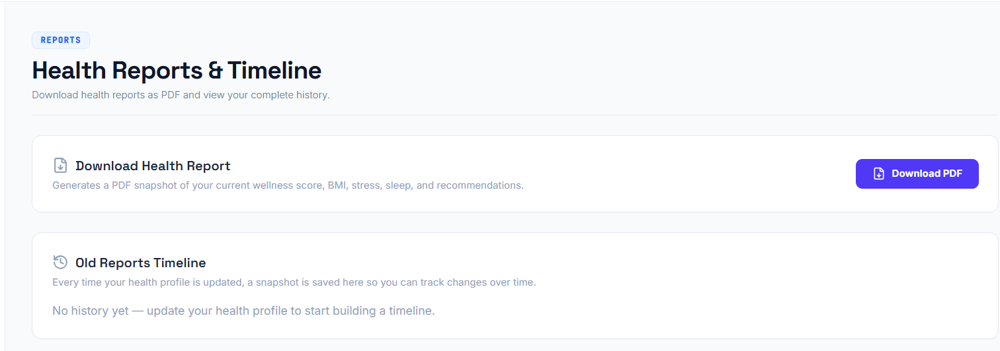 REPORTS
Health Reports & Timeline
Download health reports as PDF and view your complete history.
Download Health Report
Generates a PDF snapshot of your current wellness score, BMI, stress, sleep, and recommendations.
Download PDF
Old Reports Timeline
Every time your health profile is updated, a snapshot is saved here so you can track changes over time.
No history yet — update your health profile to start building a timeline.